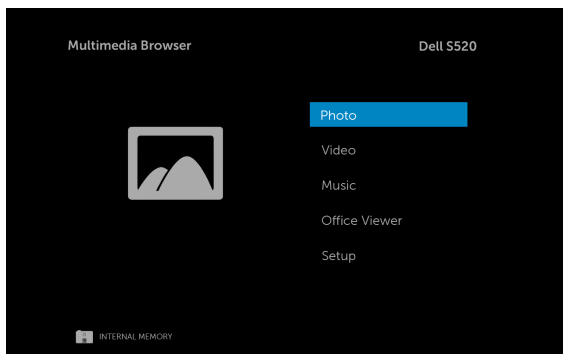 Multimedia Browser
Dell S520
Photo
Video
Music
Office Viewer
Setup
INTERNAL MEMORY